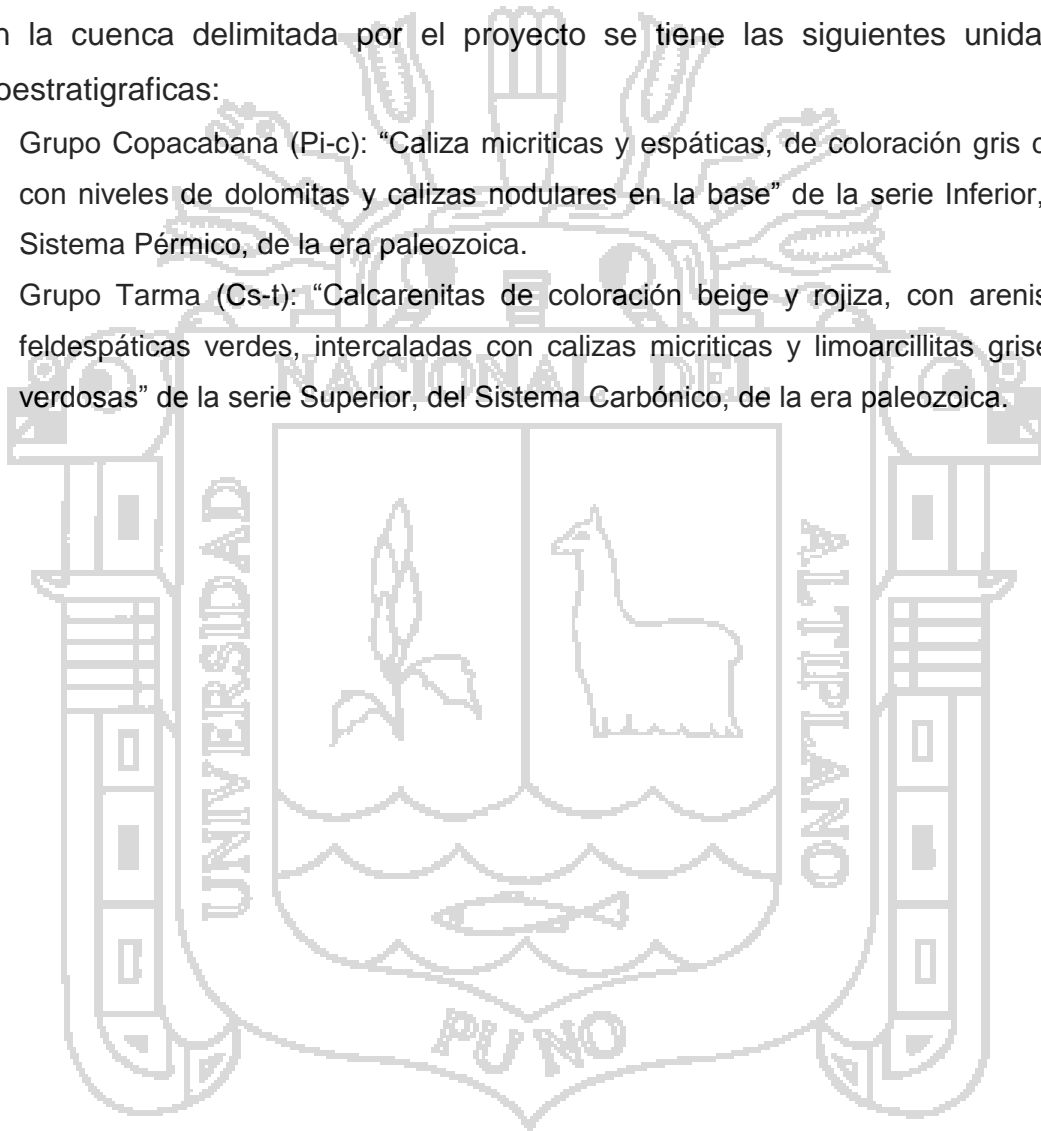 n la cuenca delimitada por el proyecto se tiene las siguientes unida
oestratigraficas:
Grupo Copacabana (Pi-c): “Caliza micriticas y espáticas, de coloración gris
con niveles de dolomitas y calizas nodulares en la base” de la serie Inferior,
Sistema Pérmico, de la era paleozoica.
Grupo Tarma (Cs-t): “Calcarenitas de coloración beige y rojiza, con arenis
feldespáticas verdes, intercaladas con calizas micriticas y limoarcillitas grise
verdosas” de la serie Superior, del Sistema Carbónico, de la era paleozoica.
NACIONAL DEL
UNIVERSIDAD
ALTIPLANO
PUNO